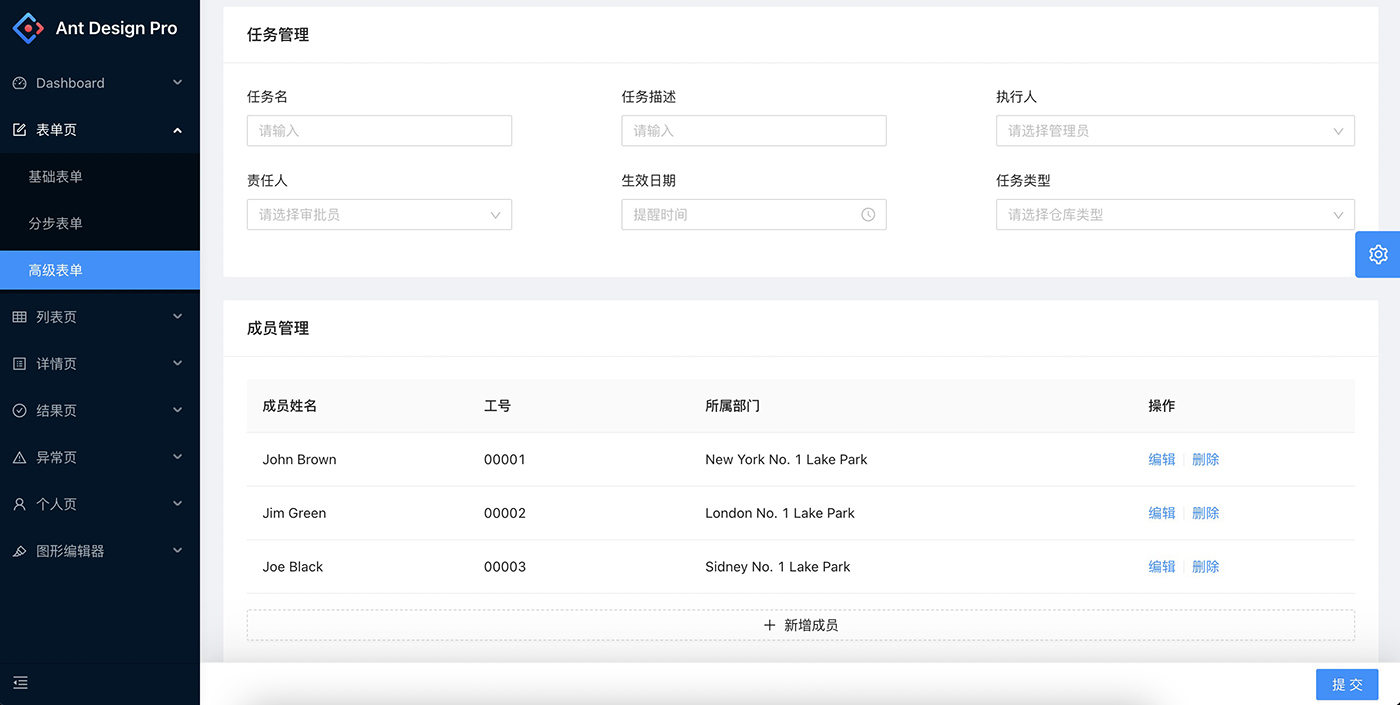 Ant Design Pro
Dashboard
表单页
基础表单
分步表单
高级表单
列表页
详情页
结果页
异常页
个人页
图形编辑器
任务管理
任务名 任务描述 执行人
请输入 请输入 请选择管理员
责任人 生效日期 任务类型
请选择审批员 提醒时间 请选择仓库类型
成员管理
成员姓名 工号 所属部门 操作
John Brown 00001 New York No. 1 Lake Park 编辑 删除
Jim Green 00002 London No. 1 Lake Park 编辑 删除
Joe Black 00003 Sidney No. 1 Lake Park 编辑 删除
+ 新增成员
提 交